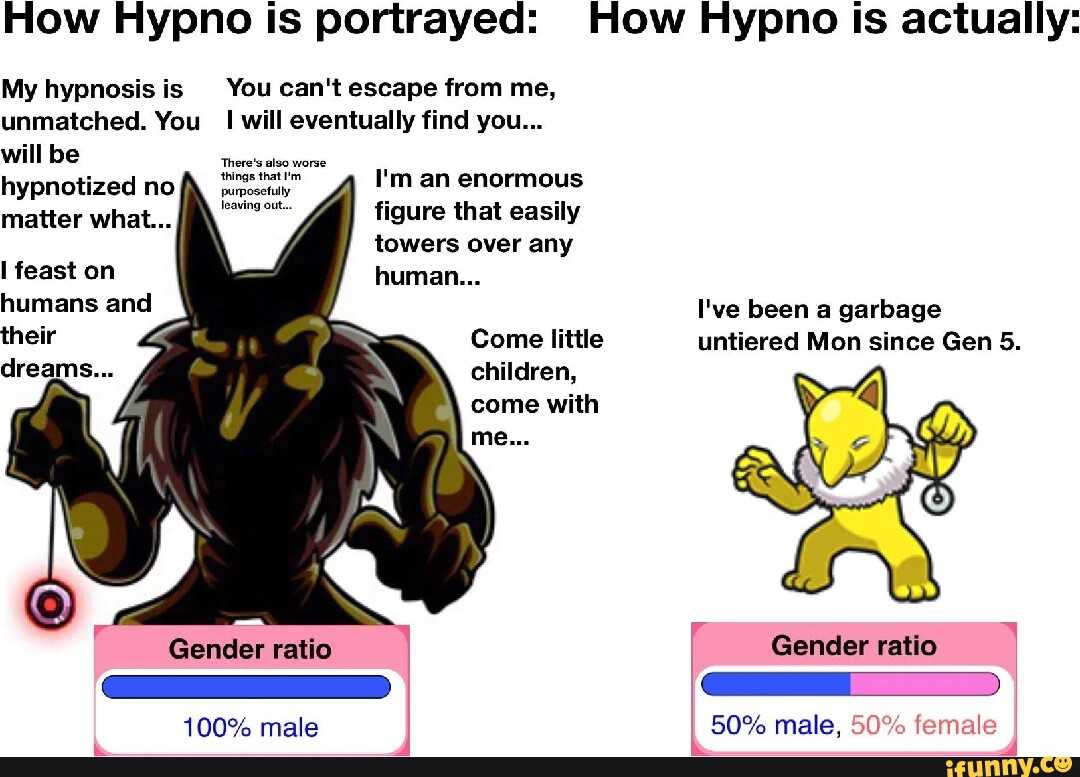 How Hypno is portrayed:
How Hypno is actually:
My hypnosis is
unmatched. You
will be
hypnotized no
matter what...
You can't escape from me,
I will eventually find you...
There's also worse
things that I'm
purposefully
leaving out...
I'm an enormous
figure that easily
towers over any
human...
I feast on
humans and
their
dreams...
Come little
children,
come with
me...
Gender ratio
100% male
I've been a garbage
untiered Mon since Gen 5.
Gender ratio
50% male, 50% female
ifunny.co